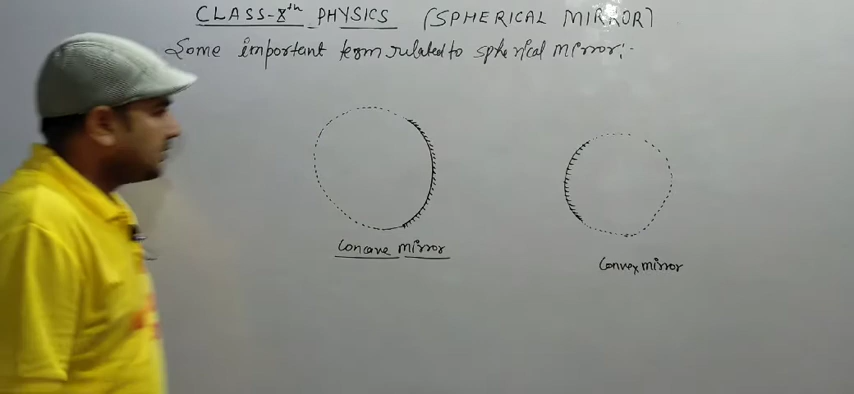 CLASS-8th PHYSICS (SPHERICAL MIRROR)
Some important term related to spherical mirror:-
Concave mirror
Convex mirror